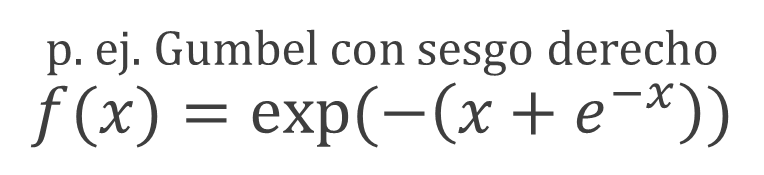 p. ej. Gumbel con sesgo derecho
f(x) = exp(−(x + e⁻ˣ))